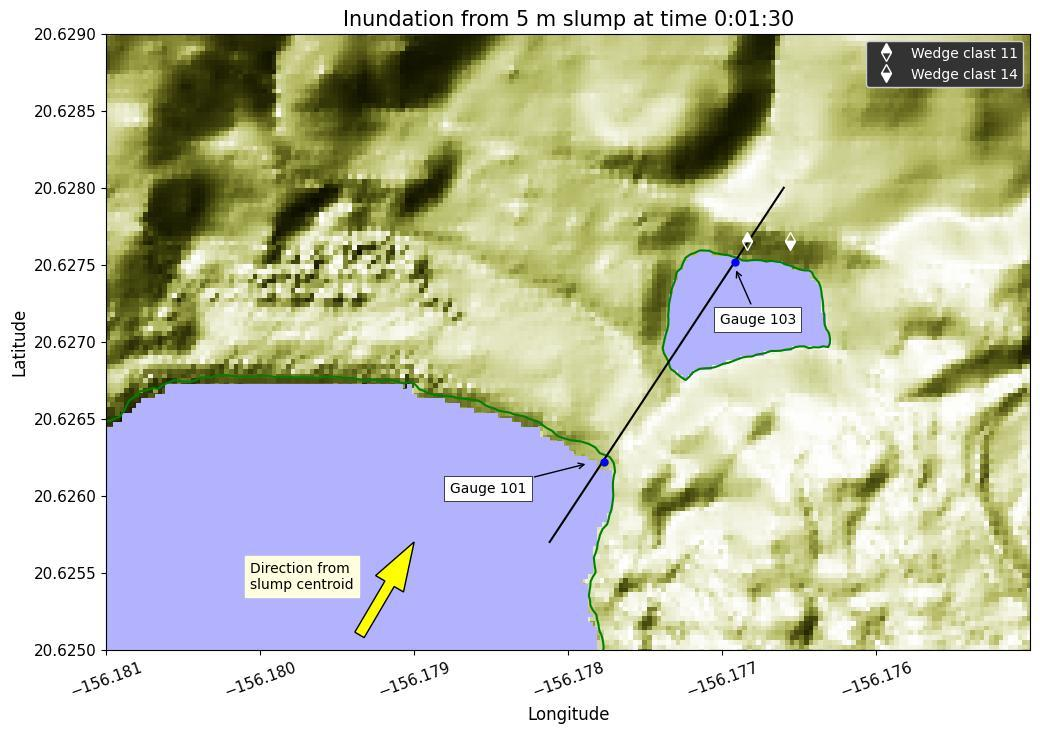 Inundation from 5 m slump at time 0:01:30
20.6290
20.6285
20.6280
20.6275
20.6270
20.6265
20.6260
20.6255
20.6250
Latitude
Wedge clast 11
Wedge clast 14
Gauge 103
Gauge 101
Direction from
slump centroid
−156.181
−156.180
−156.179
−156.178
−156.177
−156.176
Longitude